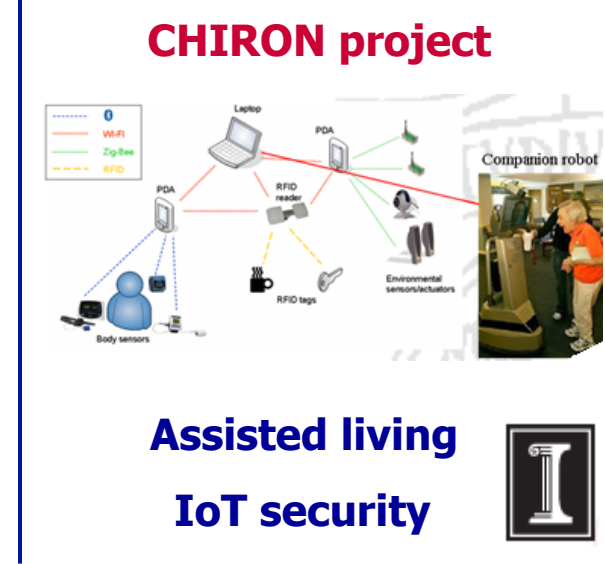 CHIRON project
WI-FI
Zig-Bee
RFID
Laptop
PDA
Companion robot
PDA
RFID
reader
Environmental
sensors/actuators
RFID tags
Body sensors
Assisted living
IoT security